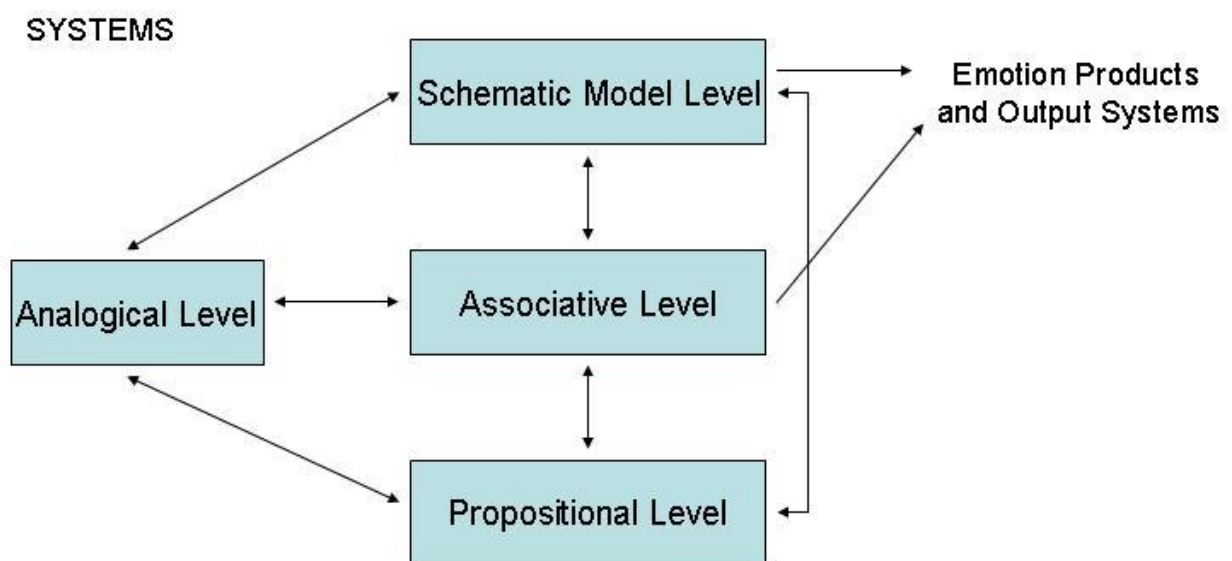 SYSTEMS
Schematic Model Level
Emotion Products
and Output Systems
Analogical Level
Associative Level
Propositional Level